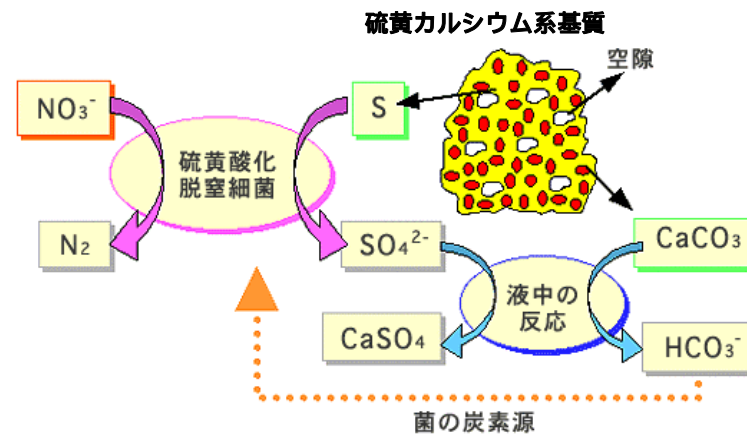 硫黄カルシウム系基質
空隙
NO₃⁻
S
硫黄酸化
脱窒細菌
N₂
SO₄²⁻
CaCO₃
液中の
反応
CaSO₄
HCO₃⁻
菌の炭素源